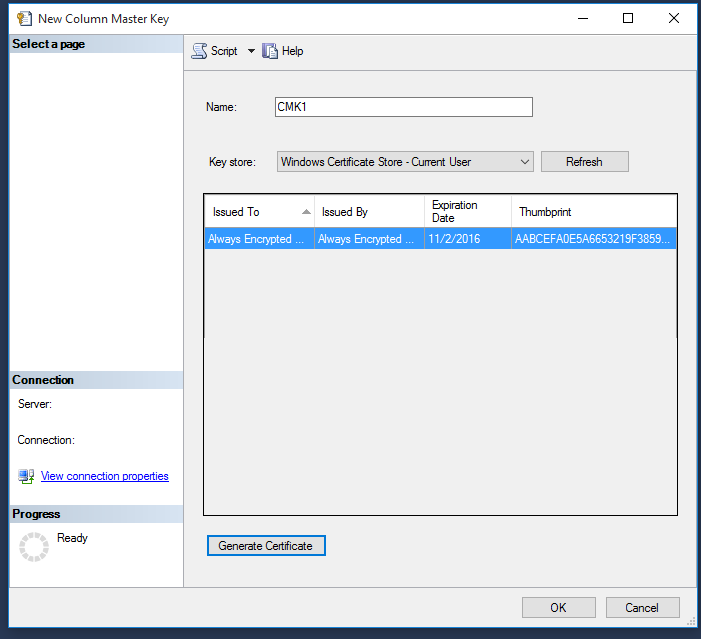 New Column Master Key
Select a page
Script
Help
Name:
CMK1
Key store:
Windows Certificate Store - Current User
Refresh
Issued To
Issued By
Expiration
Date
Thumbprint
Always Encrypted ...
Always Encrypted ...
11/2/2016
AABCEFA0E5A6653219F3859...
Connection
Server:
Connection:
View connection properties
Progress
Ready
Generate Certificate
OK
Cancel